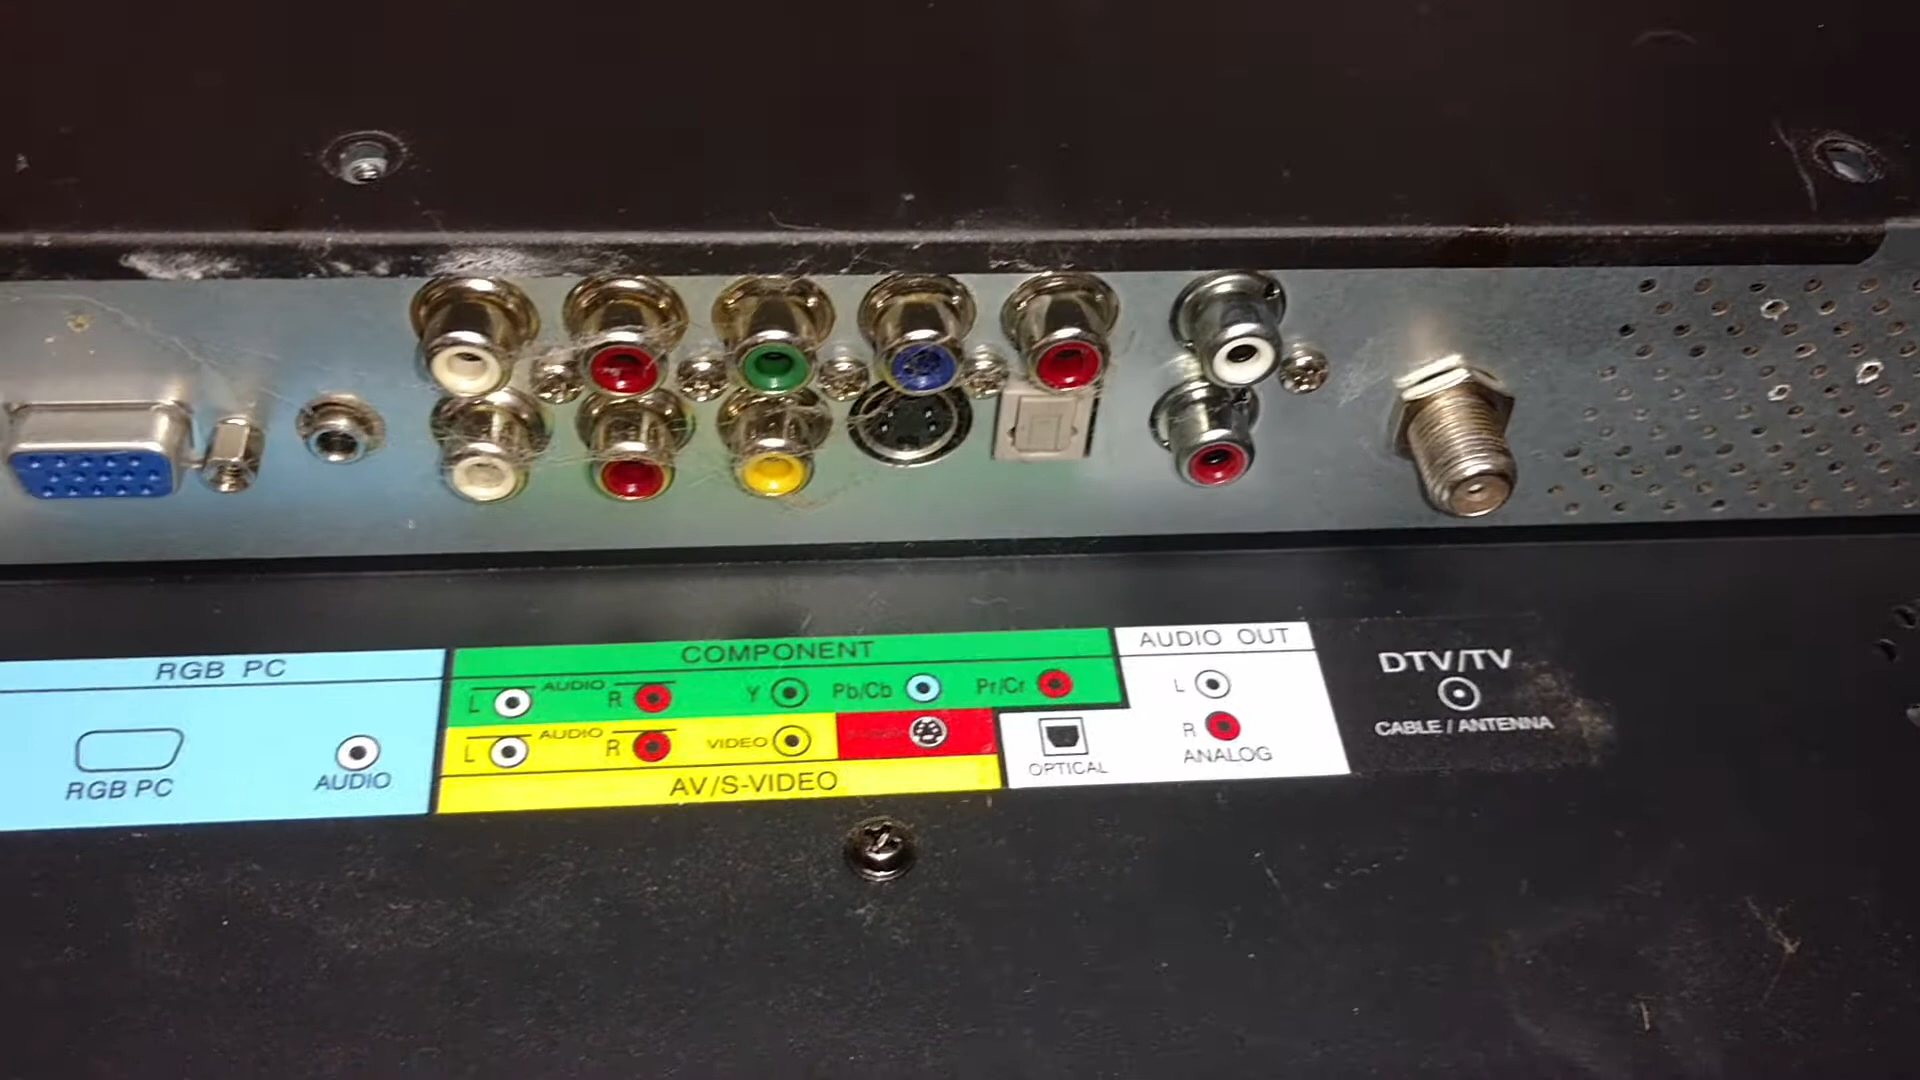 RGB PC
RGB PC
AUDIO
COMPONENT
L AUDIO R Y Pb/Cb Pr/Cr
L AUDIO R VIDEO
AV/S-VIDEO
AUDIO OUT
L
R
ANALOG
OPTICAL
DTV/TV
CABLE / ANTENNA